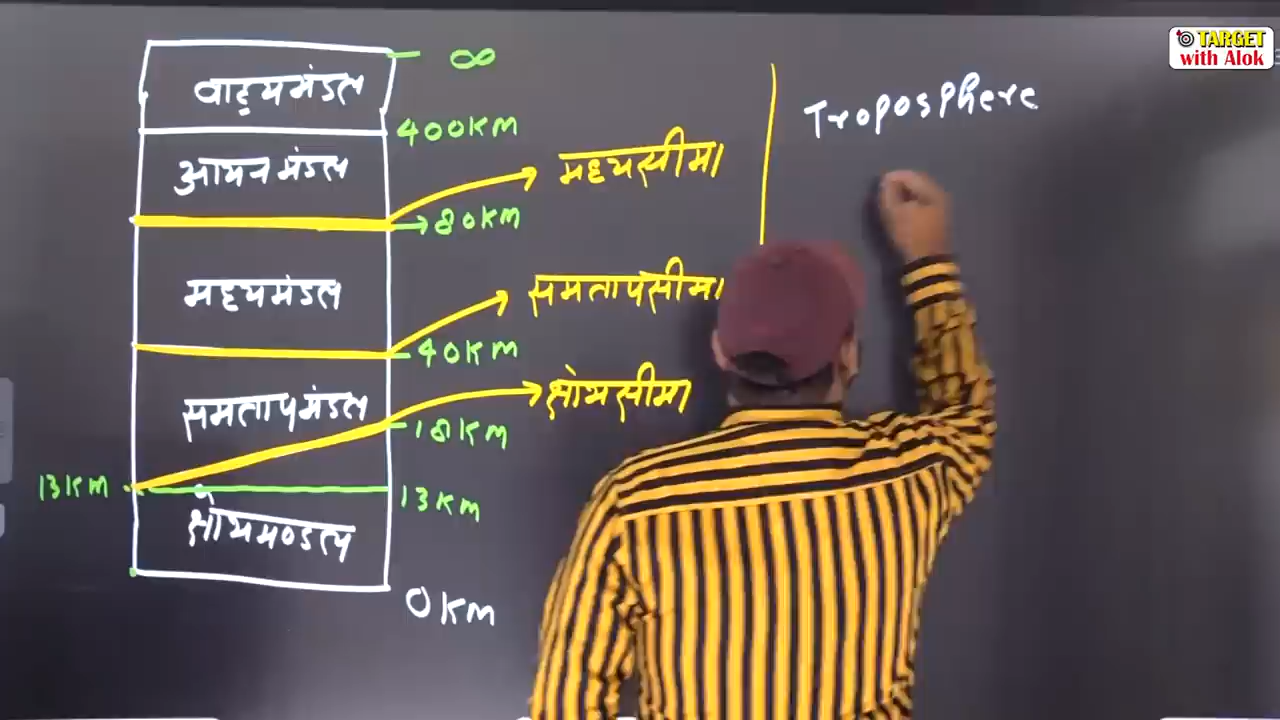 TARGET
with Alok
∞
वाह्यमंडल
400KM
आयनमंडल
मध्यसीमा
80KM
मध्यमंडल
समतापसीमा
40KM
समतापमंडल
क्षोभसीमा
18KM
13KM
13KM
क्षोभमण्डल
0KM
Troposphere